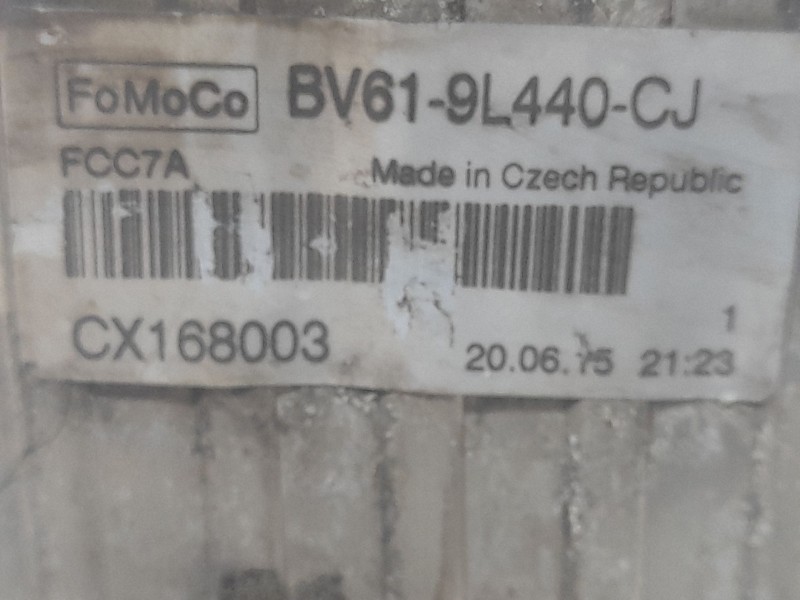 FoMoCo BV61-9L440-CJ
FCC7A Made in Czech Republic
1
CX168003 20.06.15 21:23